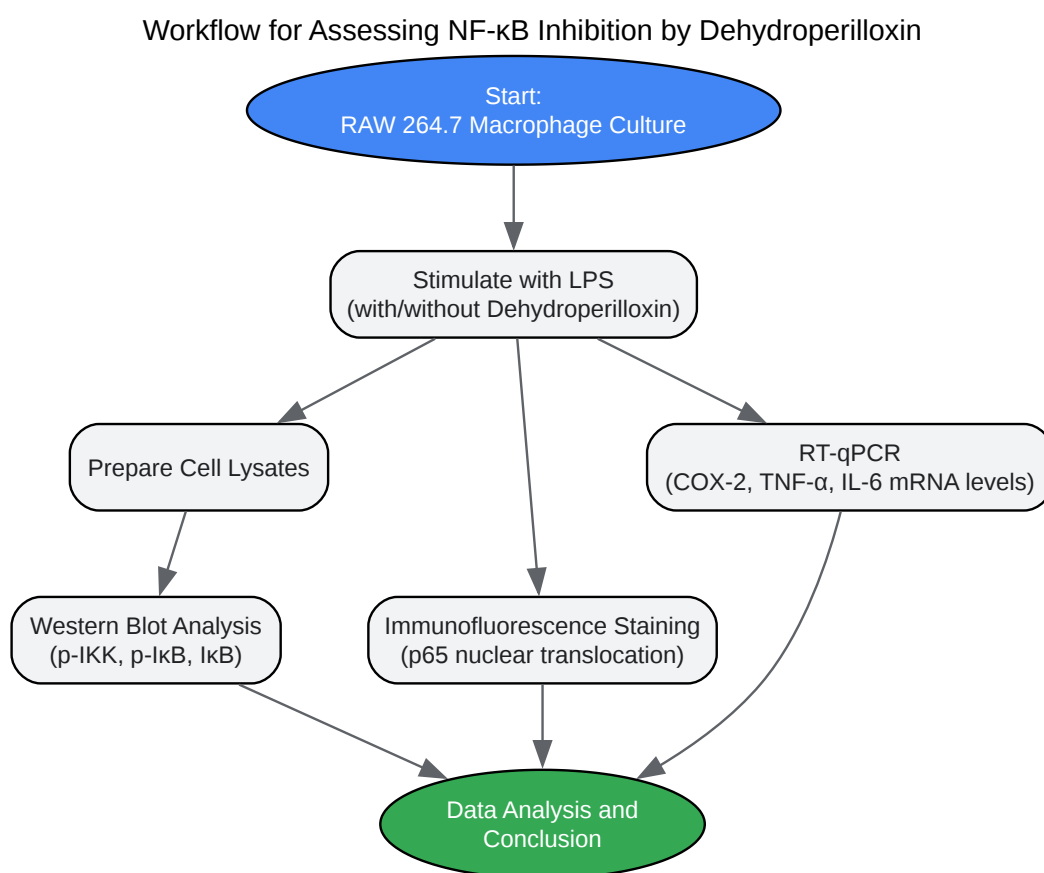 Workflow for Assessing NF-κB Inhibition by Dehydroperilloxin
Start:
RAW 264.7 Macrophage Culture
Stimulate with LPS
(with/without Dehydroperilloxin)
Prepare Cell Lysates
RT-qPCR
(COX-2, TNF-α, IL-6 mRNA levels)
Western Blot Analysis
(p-IKK, p-IκB, IκB)
Immunofluorescence Staining
(p65 nuclear translocation)
Data Analysis and
Conclusion